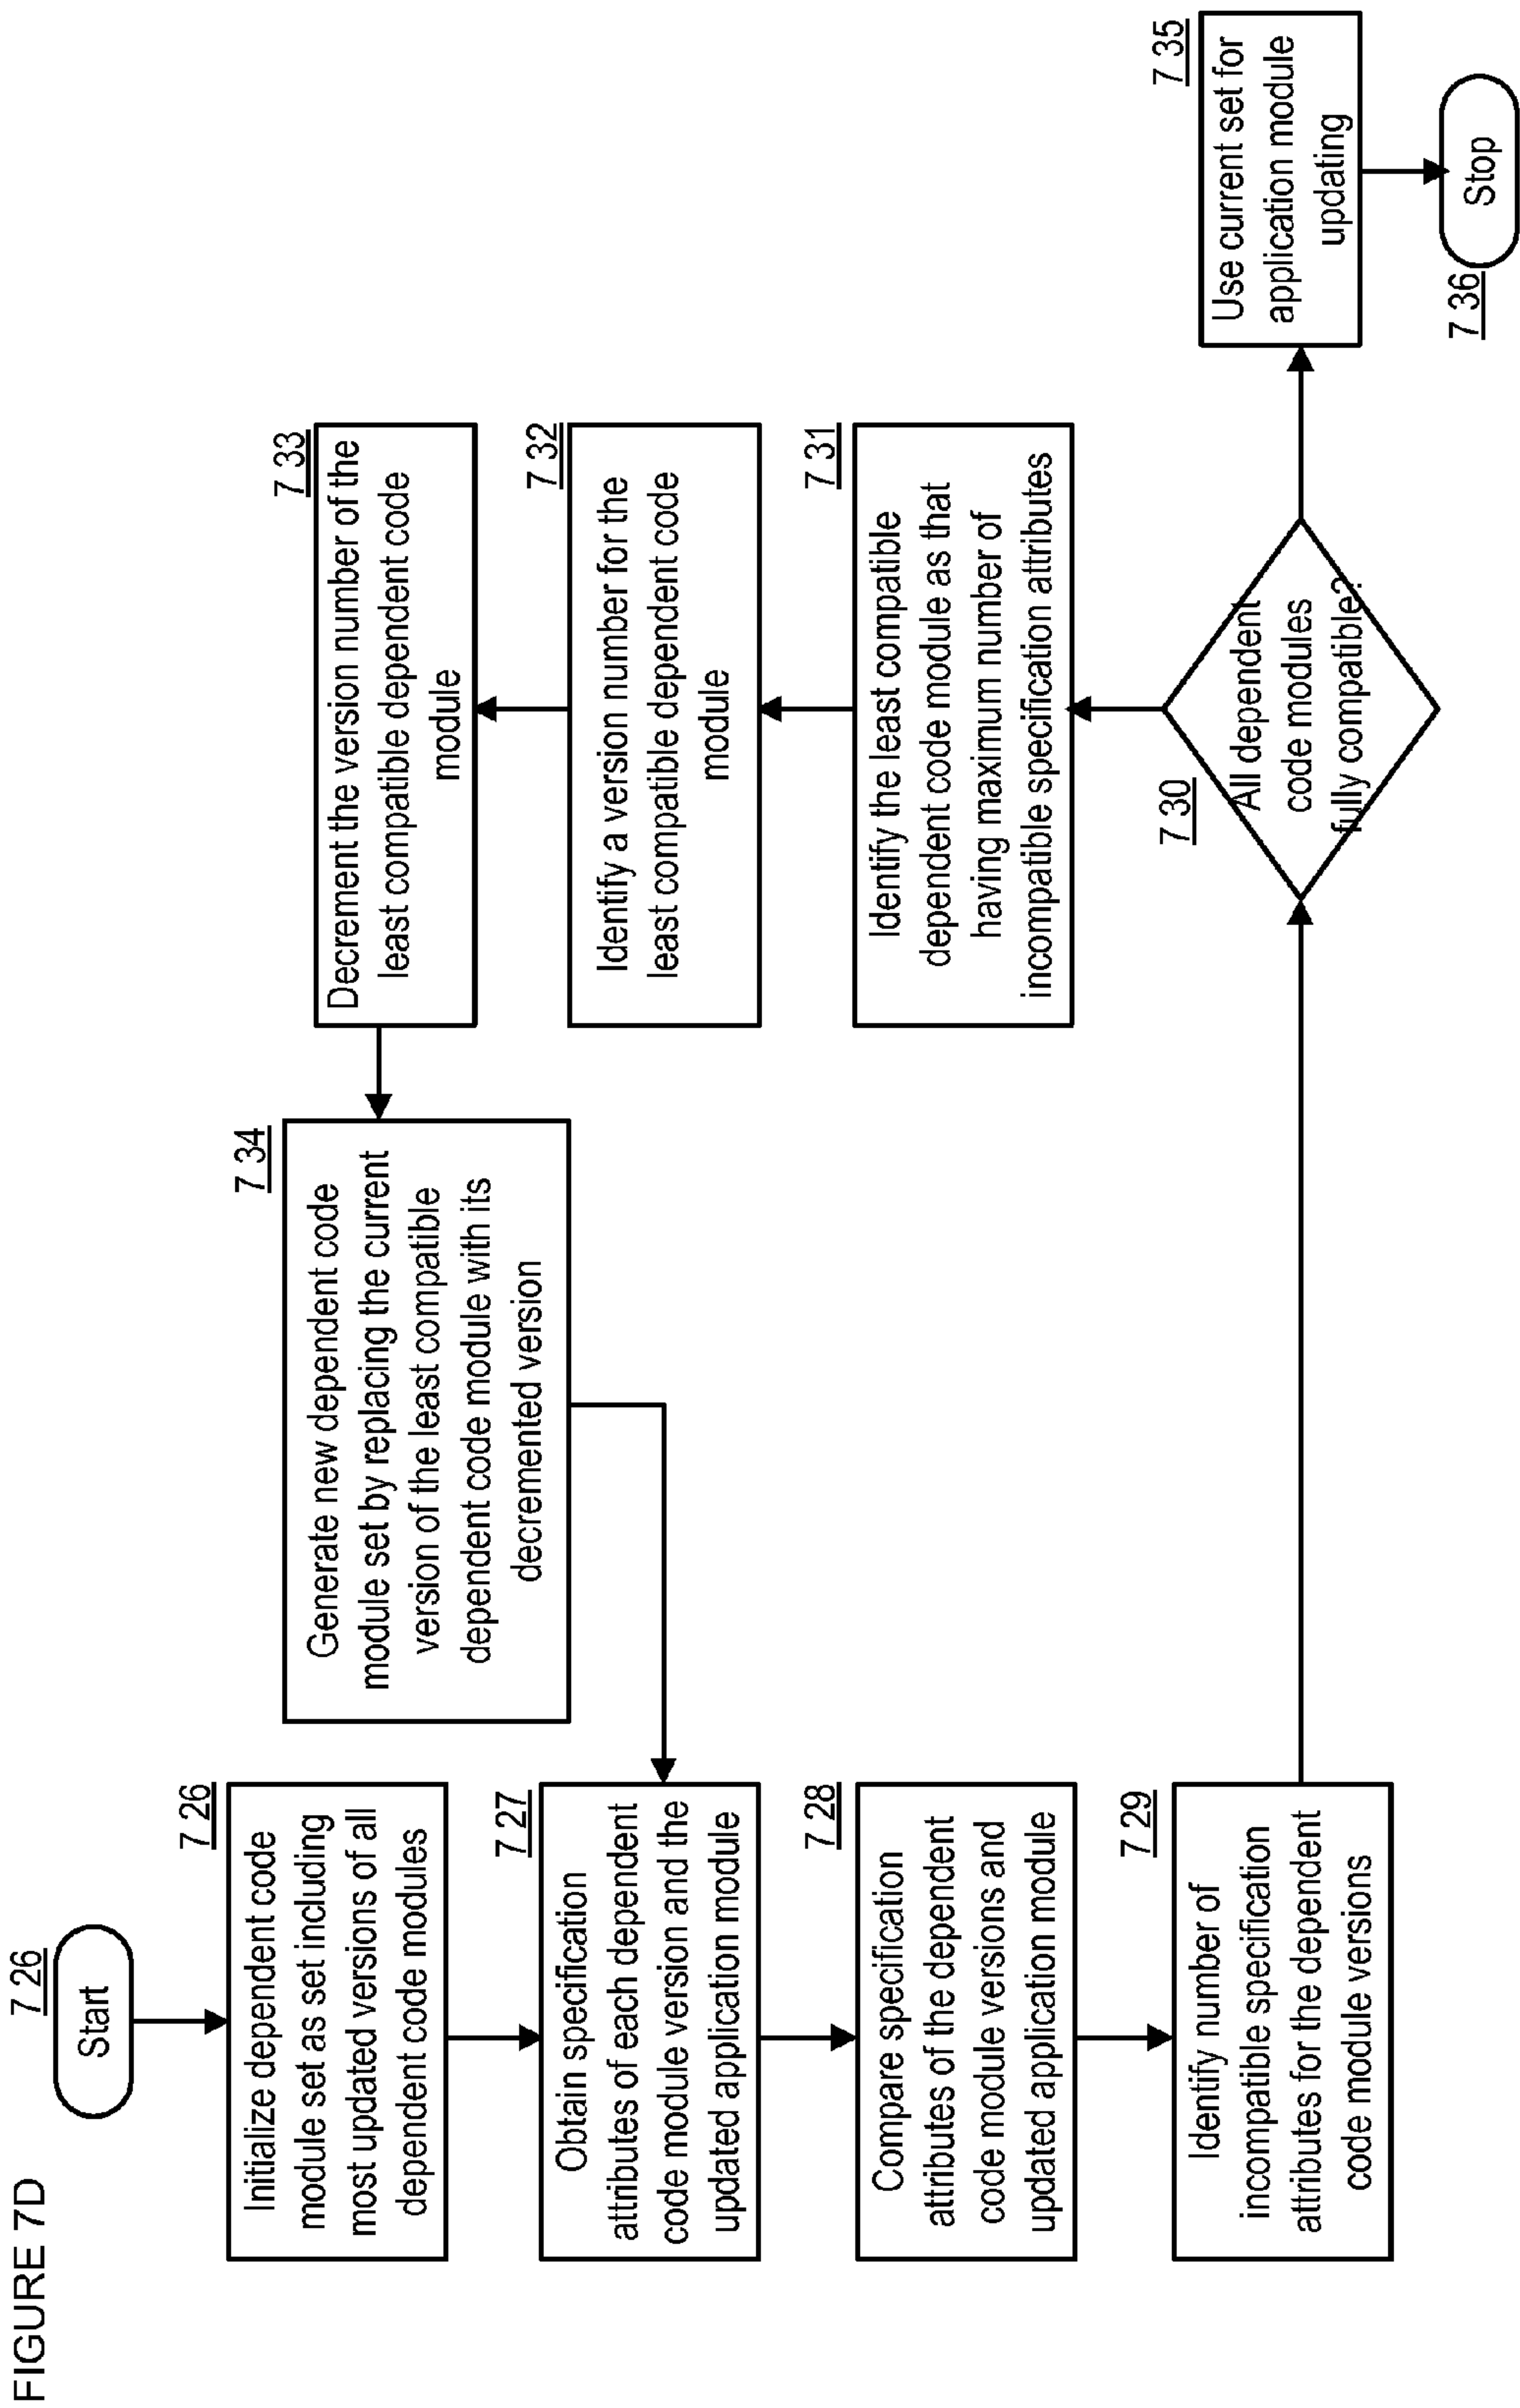 FIGURE 7D
7 26
Start
7 26
Initialize dependent code
module set as set including
most updated versions of all
dependent code modules
7 27
Obtain specification
attributes of each dependent
code module version and the
updated application module
7 28
Compare specification
attributes of the dependent
code module versions and
updated application module
7 29
Identify number of
incompatible specification
attributes for the dependent
code module versions
7 30
All dependent
code modules
fully compatible?
7 31
Identify the least compatible
dependent code module as that
having maximum number of
incompatible specification attributes
7 32
Identify a version number for the
least compatible dependent code
module
7 33
Decrement the version number of the
least compatible dependent code
module
7 34
Generate new dependent code
module set by replacing the current
version of the least compatible
dependent code module with its
decremented version
7 35
Use current set for
application module
updating
7 36
Stop